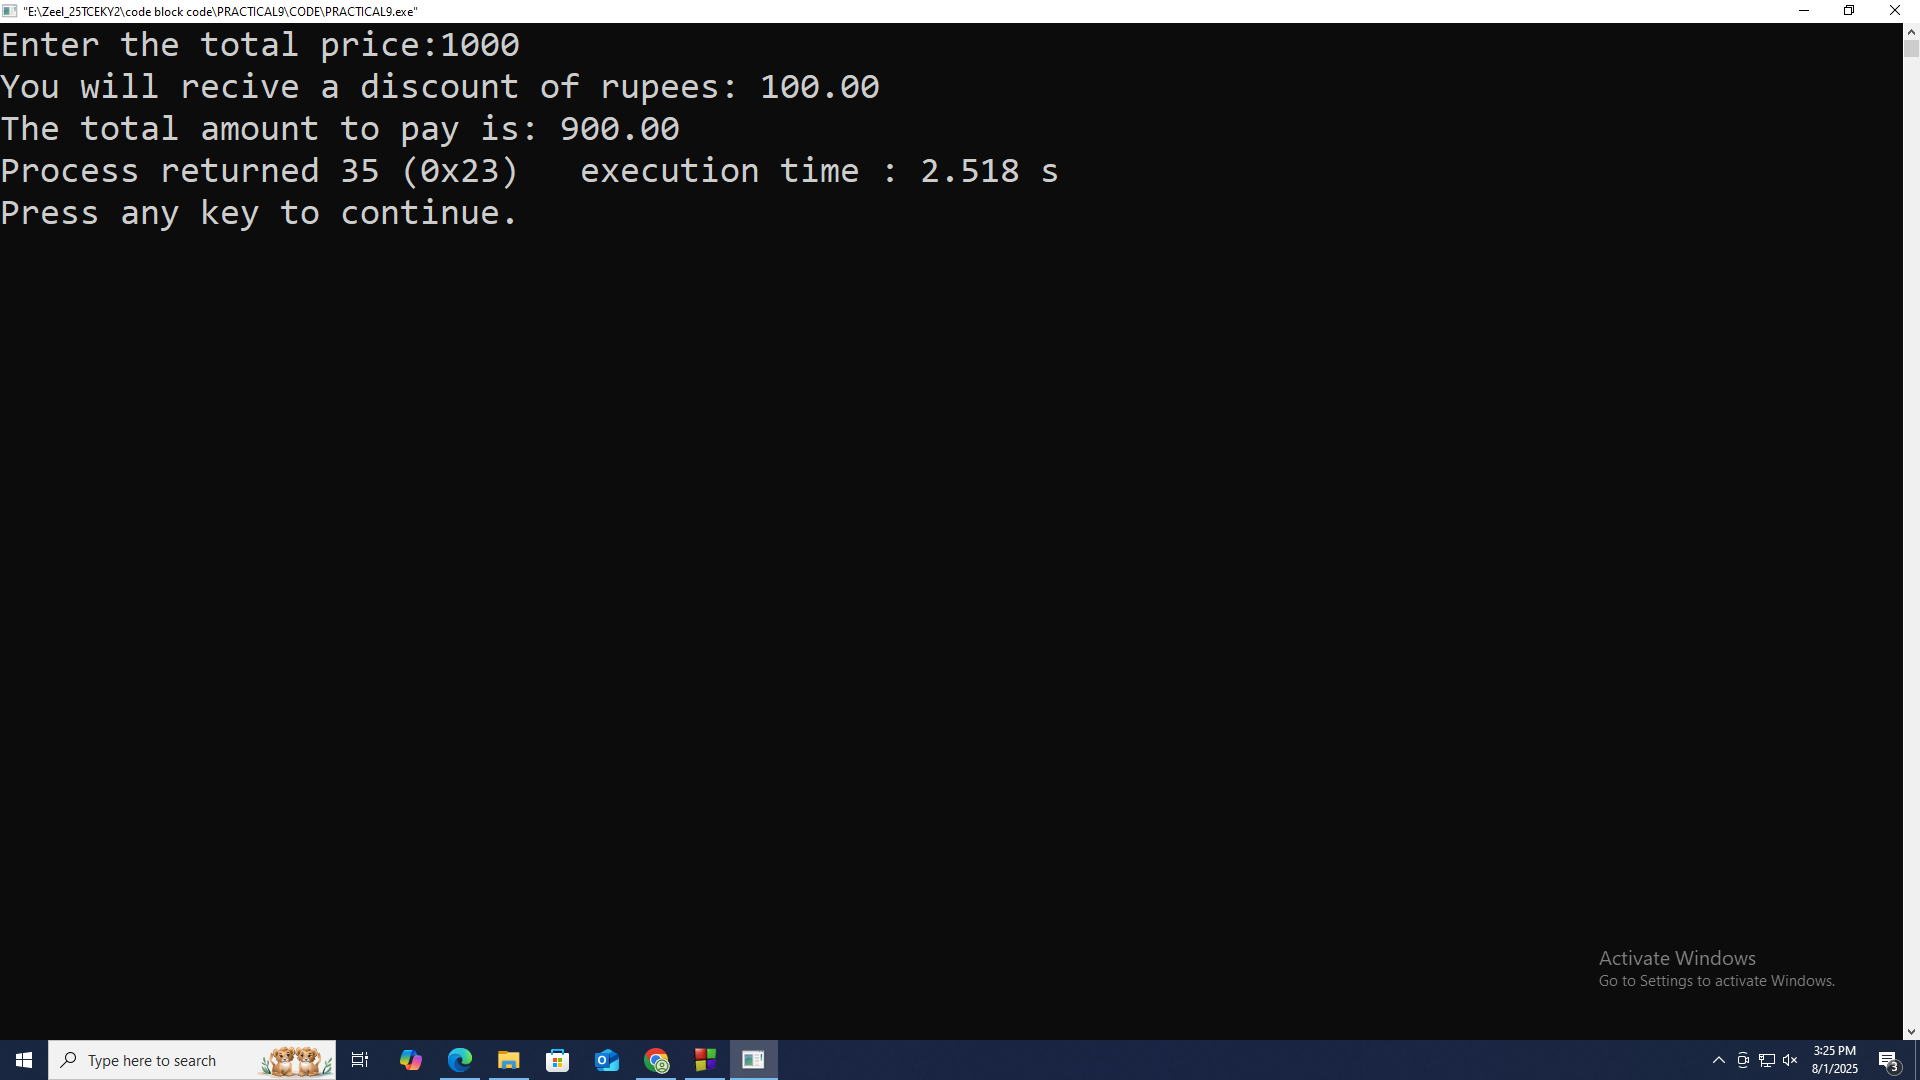 "E:\Zeel_25TCEKY2\code block code\PRACTICAL9\CODE\PRACTICAL9.exe"
Enter the total price:1000
You will recive a discount of rupees: 100.00
The total amount to pay is: 900.00
Process returned 35 (0x23)   execution time : 2.518 s
Press any key to continue.
Activate Windows
Go to Settings to activate Windows.
Type here to search
3:25 PM
8/1/2025
3